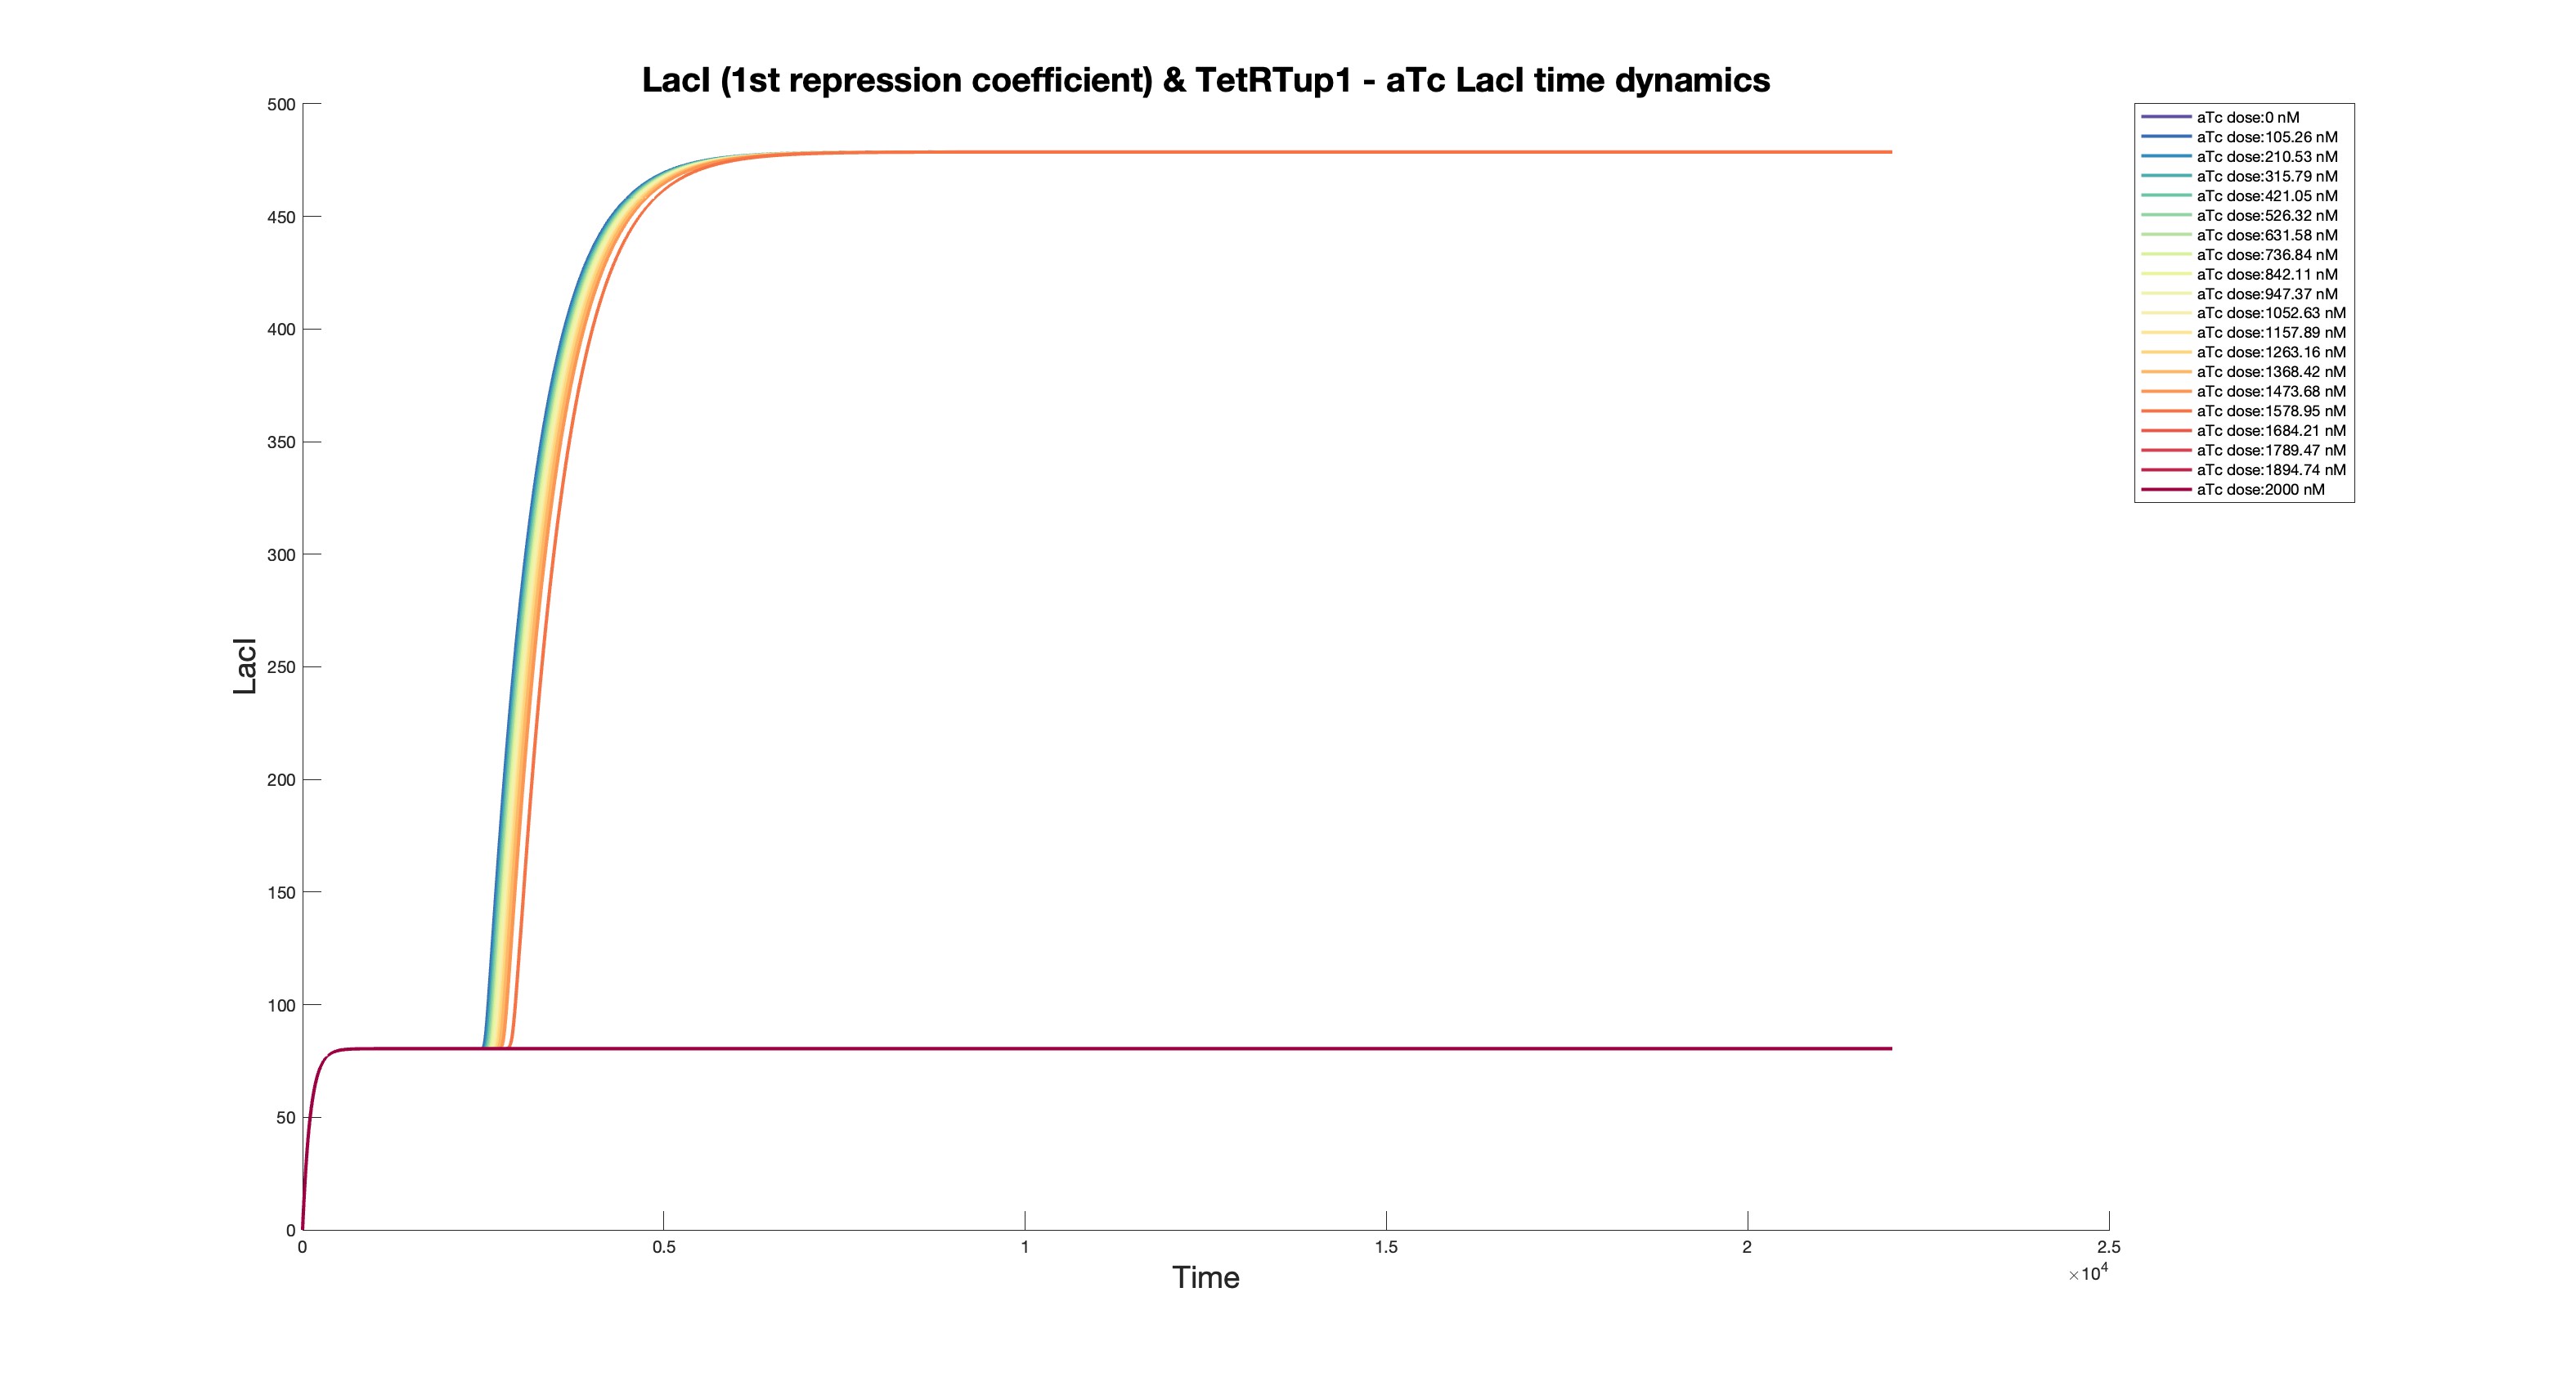 LacI (1st repression coefficient) & TetRTup1 - aTc LacI time dynamics
500
450
400
350
300
250
200
150
100
50
0
LacI
0
0.5
1
1.5
2
2.5
×10⁴
Time
aTc dose:0 nM
aTc dose:105.26 nM
aTc dose:210.53 nM
aTc dose:315.79 nM
aTc dose:421.05 nM
aTc dose:526.32 nM
aTc dose:631.58 nM
aTc dose:736.84 nM
aTc dose:842.11 nM
aTc dose:947.37 nM
aTc dose:1052.63 nM
aTc dose:1157.89 nM
aTc dose:1263.16 nM
aTc dose:1368.42 nM
aTc dose:1473.68 nM
aTc dose:1578.95 nM
aTc dose:1684.21 nM
aTc dose:1789.47 nM
aTc dose:1894.74 nM
aTc dose:2000 nM